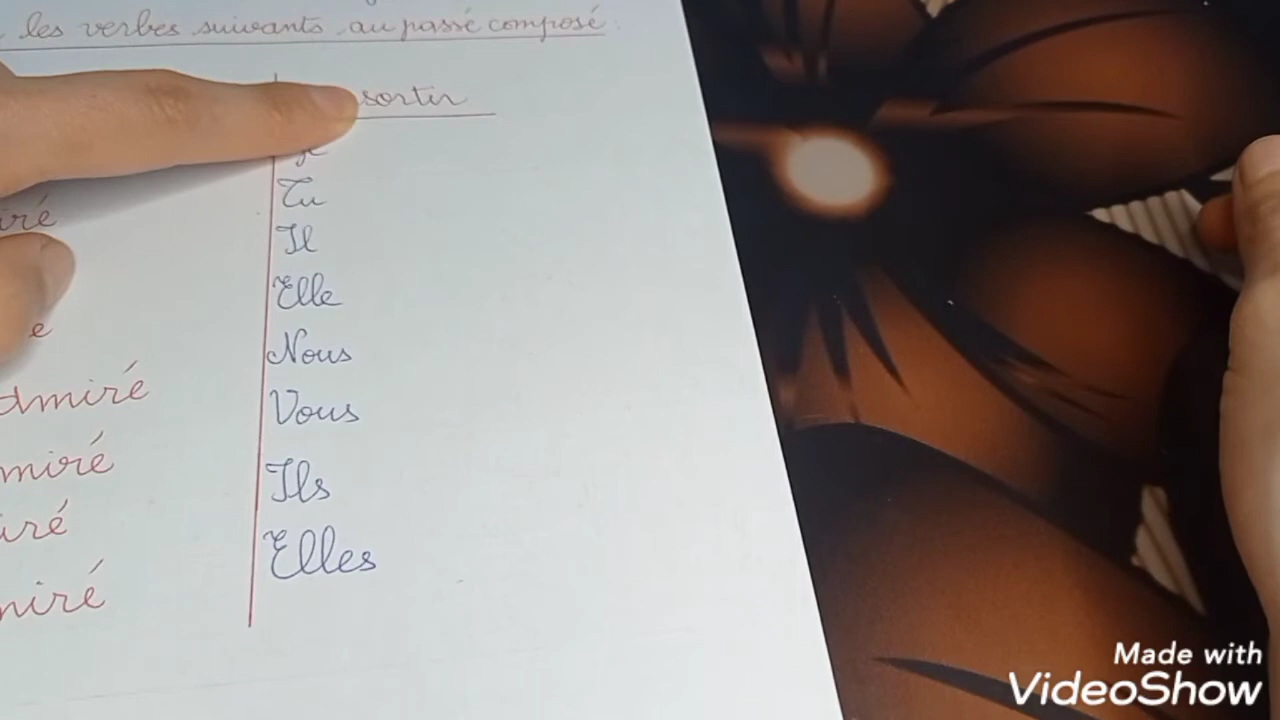 les verbes suivants au passé composé :
sortir
Tu
iré
Il
Elle
e
Nous
admiré
Vous
miré
Ils
iré
Elles
miré
Made with
VideoShow